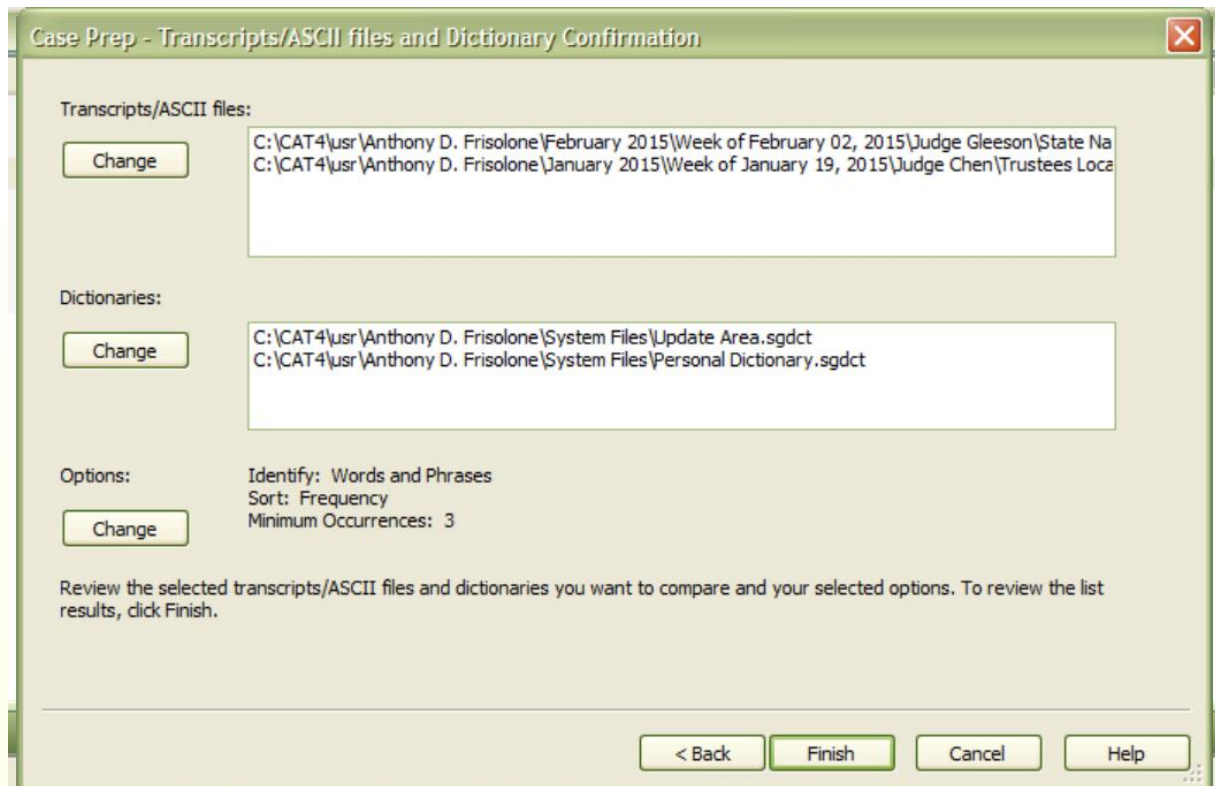 Case Prep - Transcripts/ASCII files and Dictionary Confirmation
Transcripts/ASCII files:
Change
C:\CAT4\usr\Anthony D. Frisolone\February 2015\Week of February 02, 2015\Judge Gleeson\State Na
C:\CAT4\usr\Anthony D. Frisolone\January 2015\Week of January 19, 2015\Judge Chen\Trustees Loca
Dictionaries:
Change
C:\CAT4\usr\Anthony D. Frisolone\System Files\Update Area.sgdct
C:\CAT4\usr\Anthony D. Frisolone\System Files\Personal Dictionary.sgdct
Options:
Change
Identify: Words and Phrases
Sort: Frequency
Minimum Occurrences: 3
Review the selected transcripts/ASCII files and dictionaries you want to compare and your selected options. To review the list
results, click Finish.
< Back Finish Cancel Help